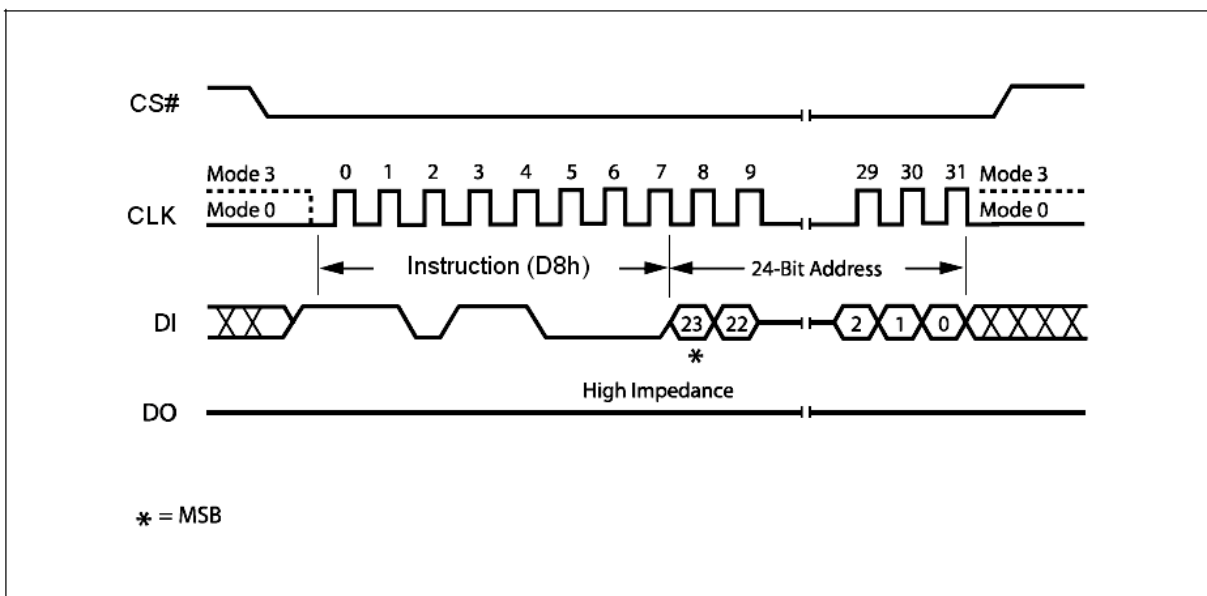 CS#
Mode 3 0 1 2 3 4 5 6 7 8 9 29 30 31 Mode 3
CLK Mode 0 Mode 0
Instruction (D8h) 24-Bit Address
DI 23 22 2 1 0
*
High Impedance
DO
* = MSB